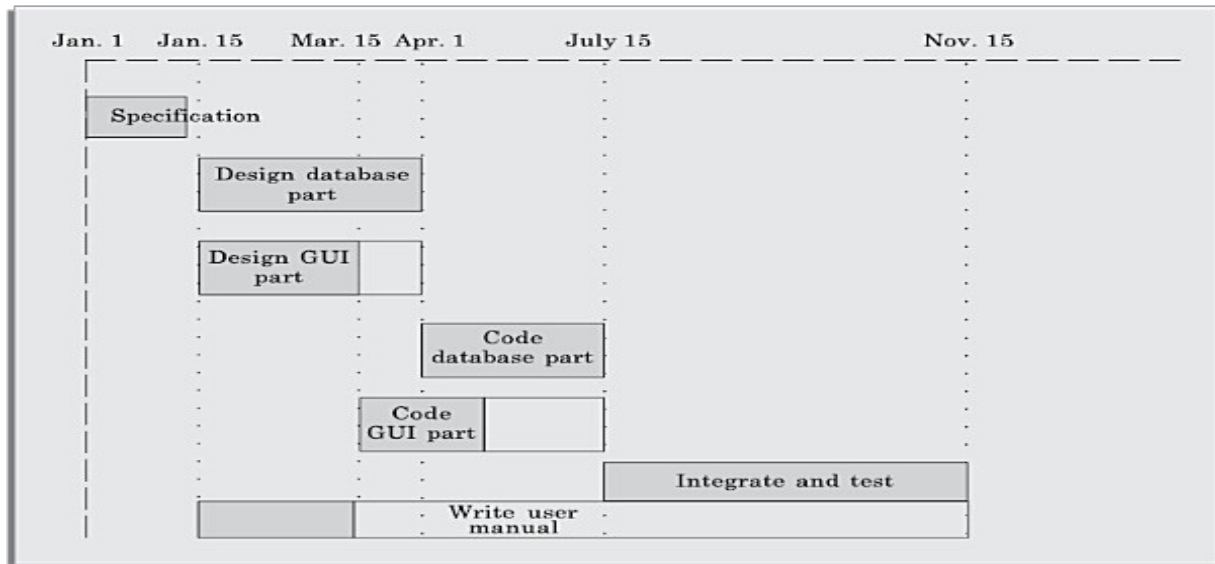 Jan. 1 Jan. 15 Mar. 15 Apr. 1 July 15 Nov. 15
Specification
Design database
part
Design GUI
part
Code
database part
Code
GUI part
Integrate and test
Write user
manual